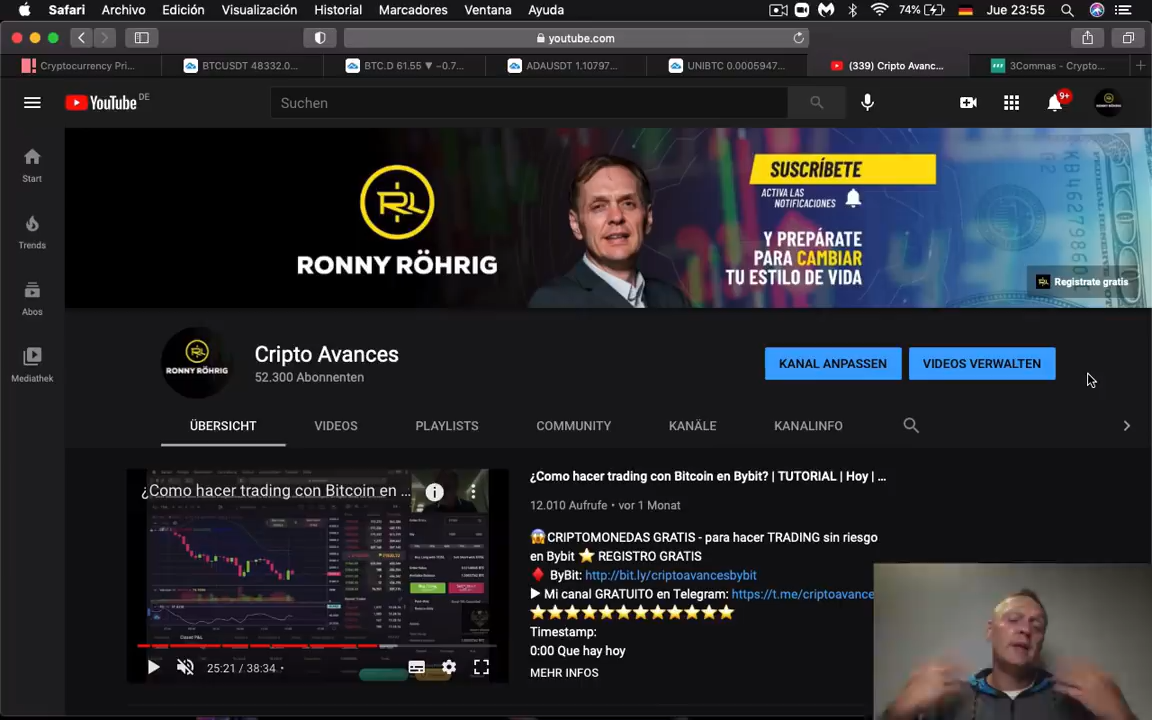 Safari Archivo Edición Visualización Historial Marcadores Ventana Ayuda 74% Jue 23:55
youtube.com
Cryptocurrency Pri... BTCUSDT 48332.0... BTC.D 61.55 ▼ −0.7... ADAUSDT 1.10797... UNIBTC 0.0005947... (339) Cripto Avanc... 3Commas - Crypto...
YouTube DE Suchen 9+
SUSCRÍBETE
ACTIVA LAS
NOTIFICACIONES
Y PREPÁRATE
PARA CAMBIAR
TU ESTILO DE VIDA
RONNY RÖHRIG
Registrate gratis
Start
Trends
Abos
Mediathek
RONNY RÖHRIG
Cripto Avances
52.300 Abonnenten
KANAL ANPASSEN VIDEOS VERWALTEN
ÜBERSICHT VIDEOS PLAYLISTS COMMUNITY KANÄLE KANALINFO
¿Como hacer trading con Bitcoin en ...
25:21 / 38:34
¿Como hacer trading con Bitcoin en Bybit? | TUTORIAL | Hoy | ...
12.010 Aufrufe • vor 1 Monat
😱CRIPTOMONEDAS GRATIS - para hacer TRADING sin riesgo
en Bybit ⭐ REGISTRO GRATIS
♦ ByBit: http://bit.ly/criptoavancesbybit
▶ Mi canal GRATUITO en Telegram: https://t.me/criptoavance
⭐⭐⭐⭐⭐⭐⭐⭐⭐⭐⭐
Timestamp:
0:00 Que hay hoy
MEHR INFOS